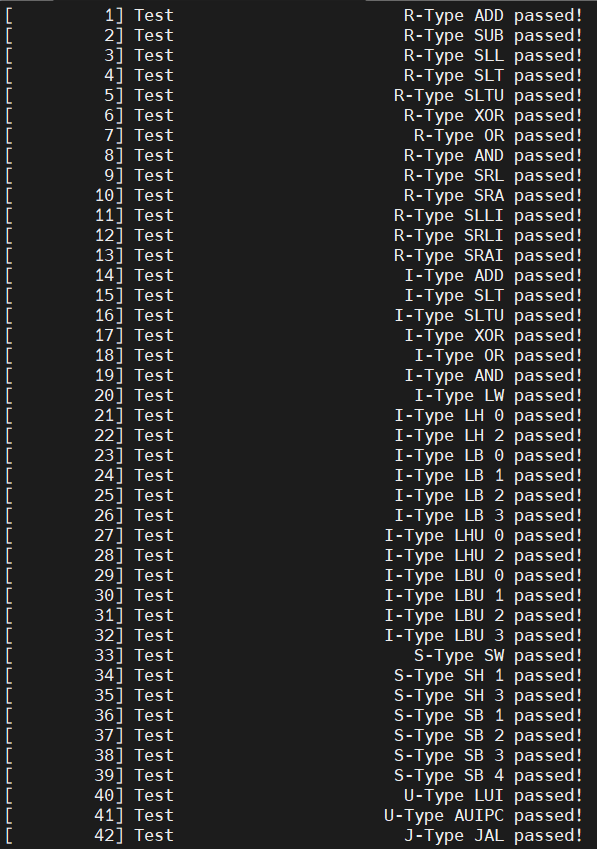 [ 1] Test R-Type ADD passed!
[ 2] Test R-Type SUB passed!
[ 3] Test R-Type SLL passed!
[ 4] Test R-Type SLT passed!
[ 5] Test R-Type SLTU passed!
[ 6] Test R-Type XOR passed!
[ 7] Test R-Type OR passed!
[ 8] Test R-Type AND passed!
[ 9] Test R-Type SRL passed!
[ 10] Test R-Type SRA passed!
[ 11] Test R-Type SLLI passed!
[ 12] Test R-Type SRLI passed!
[ 13] Test R-Type SRAI passed!
[ 14] Test I-Type ADD passed!
[ 15] Test I-Type SLT passed!
[ 16] Test I-Type SLTU passed!
[ 17] Test I-Type XOR passed!
[ 18] Test I-Type OR passed!
[ 19] Test I-Type AND passed!
[ 20] Test I-Type LW passed!
[ 21] Test I-Type LH 0 passed!
[ 22] Test I-Type LH 2 passed!
[ 23] Test I-Type LB 0 passed!
[ 24] Test I-Type LB 1 passed!
[ 25] Test I-Type LB 2 passed!
[ 26] Test I-Type LB 3 passed!
[ 27] Test I-Type LHU 0 passed!
[ 28] Test I-Type LHU 2 passed!
[ 29] Test I-Type LBU 0 passed!
[ 30] Test I-Type LBU 1 passed!
[ 31] Test I-Type LBU 2 passed!
[ 32] Test I-Type LBU 3 passed!
[ 33] Test S-Type SW passed!
[ 34] Test S-Type SH 1 passed!
[ 35] Test S-Type SH 3 passed!
[ 36] Test S-Type SB 1 passed!
[ 37] Test S-Type SB 2 passed!
[ 38] Test S-Type SB 3 passed!
[ 39] Test S-Type SB 4 passed!
[ 40] Test U-Type LUI passed!
[ 41] Test U-Type AUIPC passed!
[ 42] Test J-Type JAL passed!